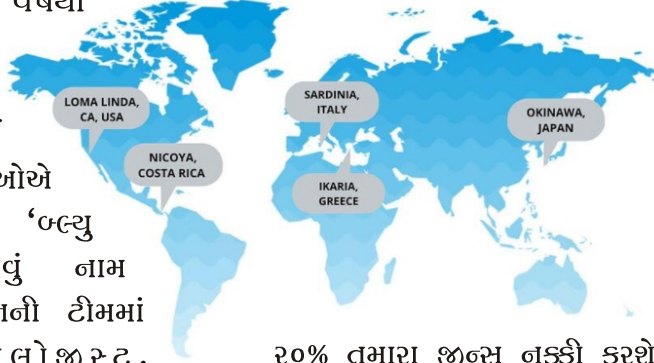 વર્ષથી
LOMA LINDA,
CA, USA
NICOYA,
COSTA RICA
SARDINIA,
ITALY
IKARIA,
GREECE
OKINAWA,
JAPAN
‘બ્લ્યુ
નામ
ટીમમાં
૨૦% તમારા જીન્સ નક્કી કરશે